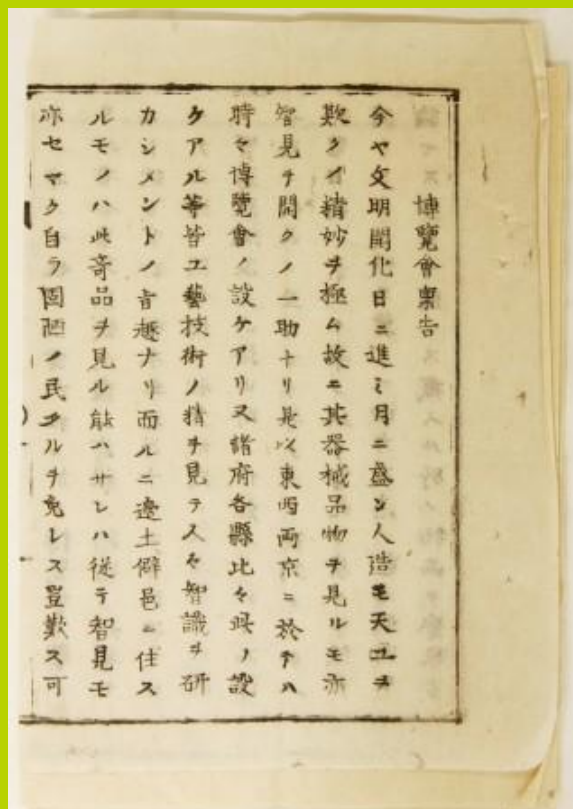 博覽會稟告
今ヤ文明開化日ニ進ミ月ニ盛ン人造モ天工ヲ
欺クノ精妙ヲ極ム故ニ其器械品物ヲ見ルモ亦
智見ヲ開クノ一助ナリ是以東西両京ニ於テハ
時々博覽會ノ設ケアリ又諸府各縣比々此ノ設
ケアル等皆工藝技術ノ精ヲ見テ人々智識ヲ研
カシメントノ旨趣ナリ而ルニ邊土僻邑ニ住ス
ルモノハ此奇品ヲ見ル能ハサレハ従テ智見モ
亦セマク自ラ固陋ノ民タルヲ免レス豈歎ス可